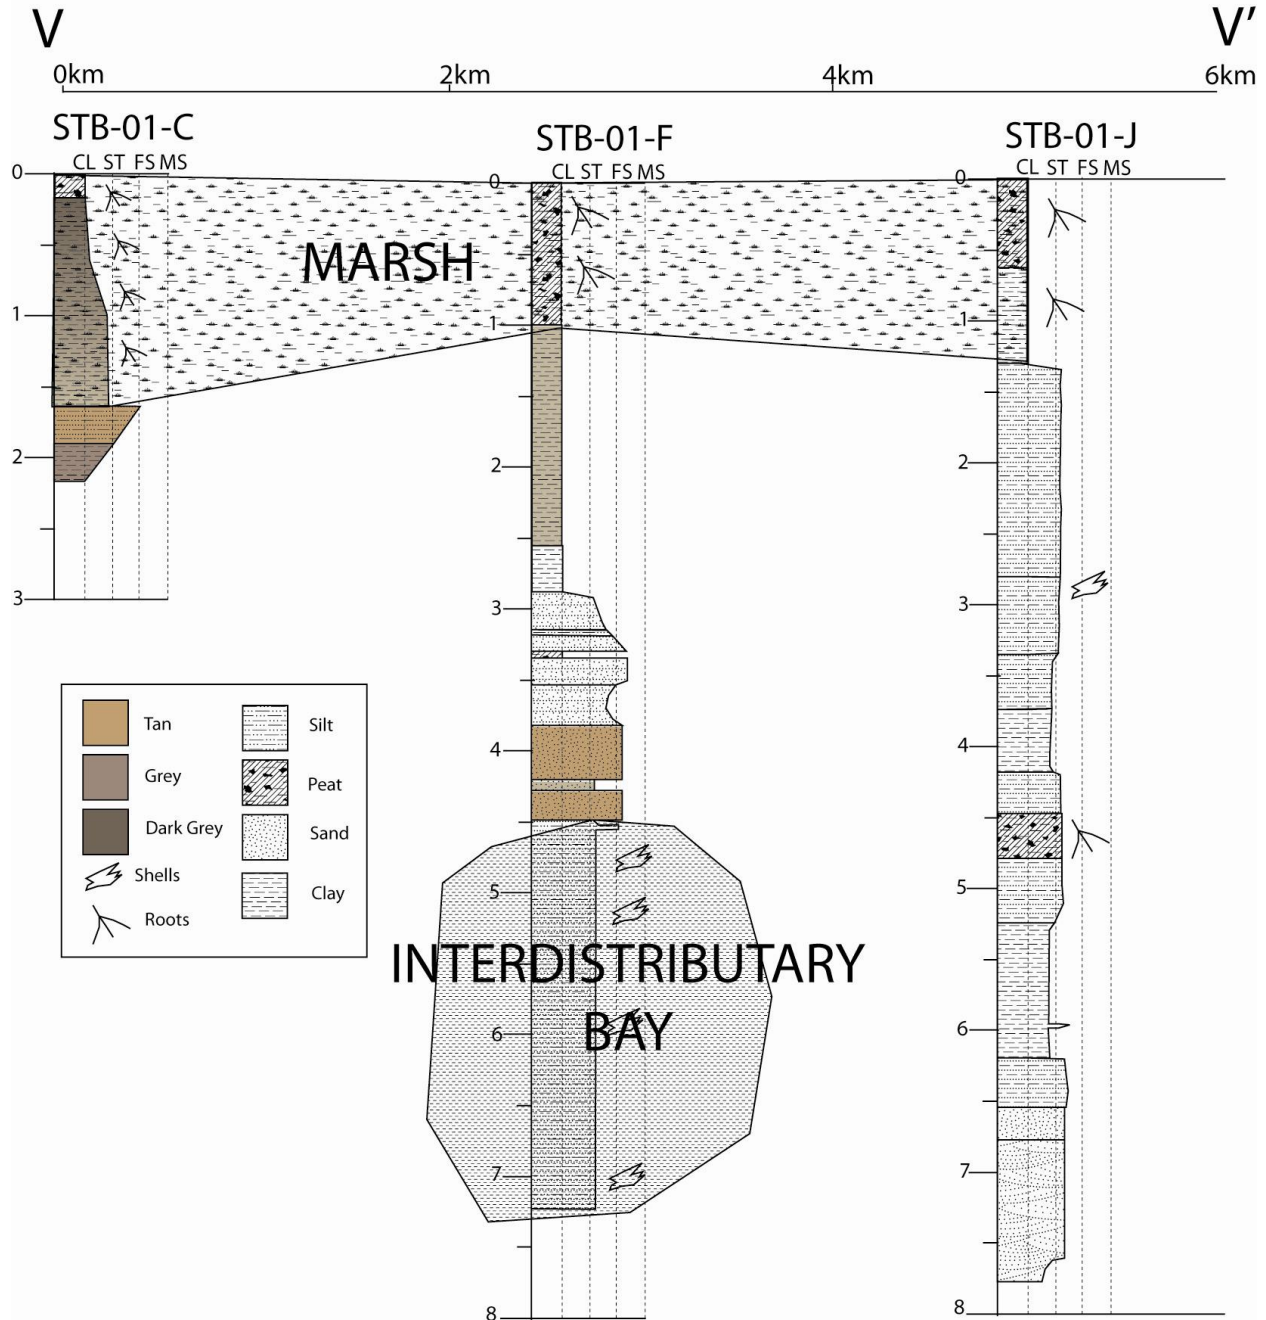 V V’
0km 2km 4km 6km
STB-01-C STB-01-F STB-01-J
CL ST FS MS CL ST FS MS CL ST FS MS
0 0 0
MARSH
1 1 1
2 2 2
3 3 3
Tan Silt
Grey Peat
Dark Grey Sand
Shells Clay
Roots
4 4
5 5
INTERDISTRIBUTARY
BAY
6 6
7 7
8 8